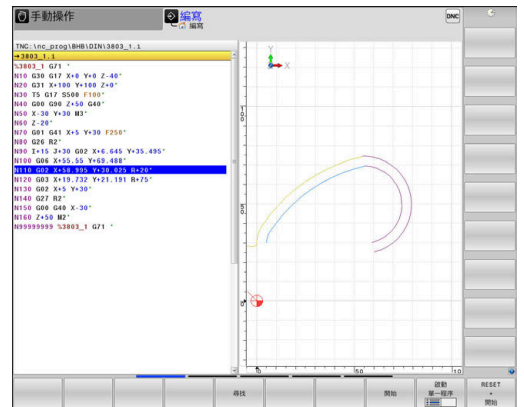 手動操作
編寫
編寫
DNC
TNC:\nc_prog\BHB\DIN\3803_1.i
→3803_1.i
%3803_1 G71 *
N10 G30 G17 X+0 Y+0 Z-40*
N20 G31 X+100 Y+100 Z+0*
N30 T5 G17 S500 F100*
N40 G00 G90 Z+50 G40*
N50 X-30 Y+30 M3*
N60 Z-20*
N70 G01 G41 X+5 Y+30 F250*
N80 G26 R2*
N90 I+15 J+30 G02 X+6.645 Y+35.495*
N100 G06 X+55.55 Y+69.488*
N110 G02 X+58.995 Y+30.025 R+20*
N120 G03 X+19.732 Y+21.191 R+75*
N130 G02 X+5 Y+30*
N140 G27 R2*
N150 G00 G40 X-30*
N160 Z+50 M2*
N99999999 %3803_1 G71 *
Y
X
100
50
0
0
50
10
尋找
開始
啟動
單一程序
RESET
+
開始